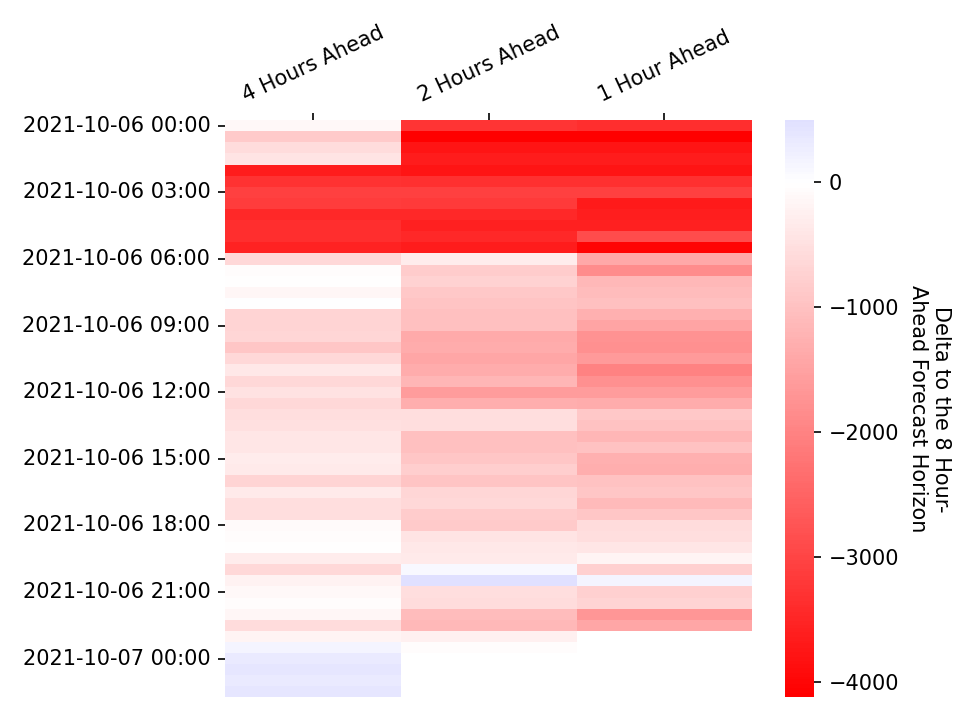 4 Hours Ahead
2 Hours Ahead
1 Hour Ahead
2021-10-06 00:00
2021-10-06 03:00
2021-10-06 06:00
2021-10-06 09:00
2021-10-06 12:00
2021-10-06 15:00
2021-10-06 18:00
2021-10-06 21:00
2021-10-07 00:00
0
−1000
−2000
−3000
−4000
Delta to the 8 Hour-
Ahead Forecast Horizon